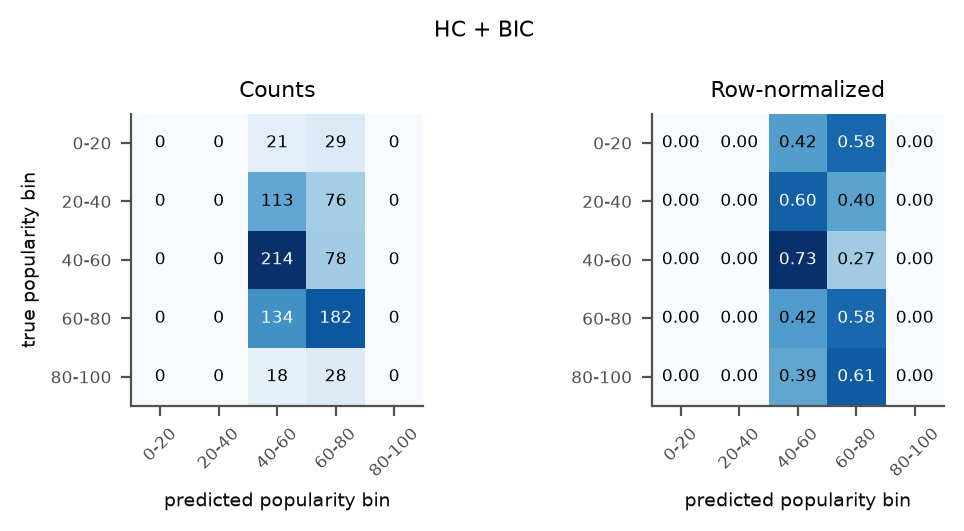 HC + BIC
Counts
true popularity bin
0-20 0 0 21 29 0
20-40 0 0 113 76 0
40-60 0 0 214 78 0
60-80 0 0 134 182 0
80-100 0 0 18 28 0
0-20 20-40 40-60 60-80 80-100
predicted popularity bin
Row-normalized
0-20 0.00 0.00 0.42 0.58 0.00
20-40 0.00 0.00 0.60 0.40 0.00
40-60 0.00 0.00 0.73 0.27 0.00
60-80 0.00 0.00 0.42 0.58 0.00
80-100 0.00 0.00 0.39 0.61 0.00
0-20 20-40 40-60 60-80 80-100
predicted popularity bin